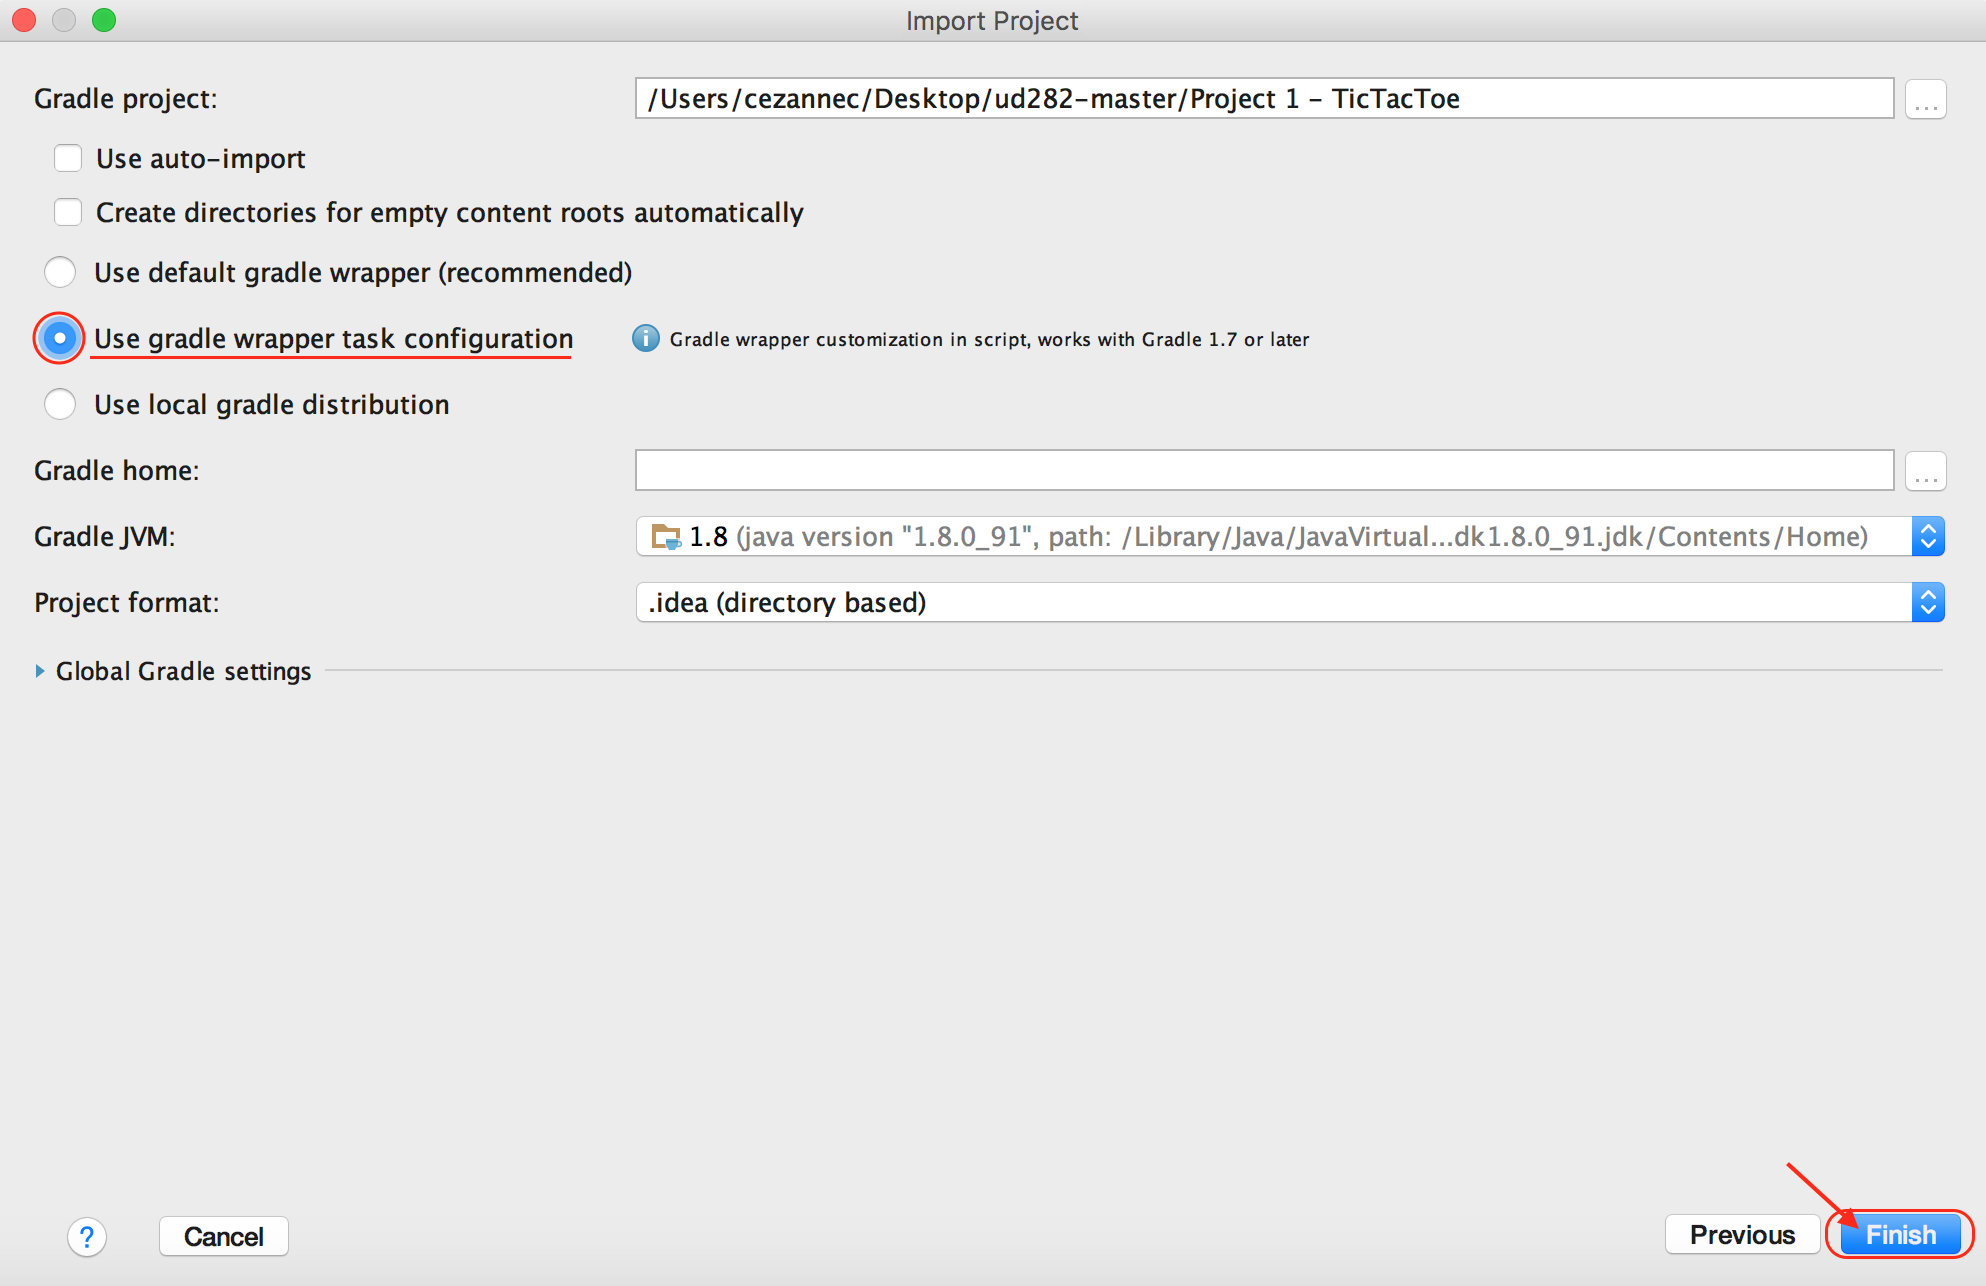 Import Project
Gradle project:
/Users/cezannec/Desktop/ud282-master/Project 1 - TicTacToe
...
Use auto-import
Create directories for empty content roots automatically
Use default gradle wrapper (recommended)
Use gradle wrapper task configuration
i Gradle wrapper customization in script, works with Gradle 1.7 or later
Use local gradle distribution
Gradle home:
...
Gradle JVM:
1.8 (java version "1.8.0_91", path: /Library/Java/JavaVirtual...dk1.8.0_91.jdk/Contents/Home)
Project format:
.idea (directory based)
Global Gradle settings
?
Cancel
Previous
Finish